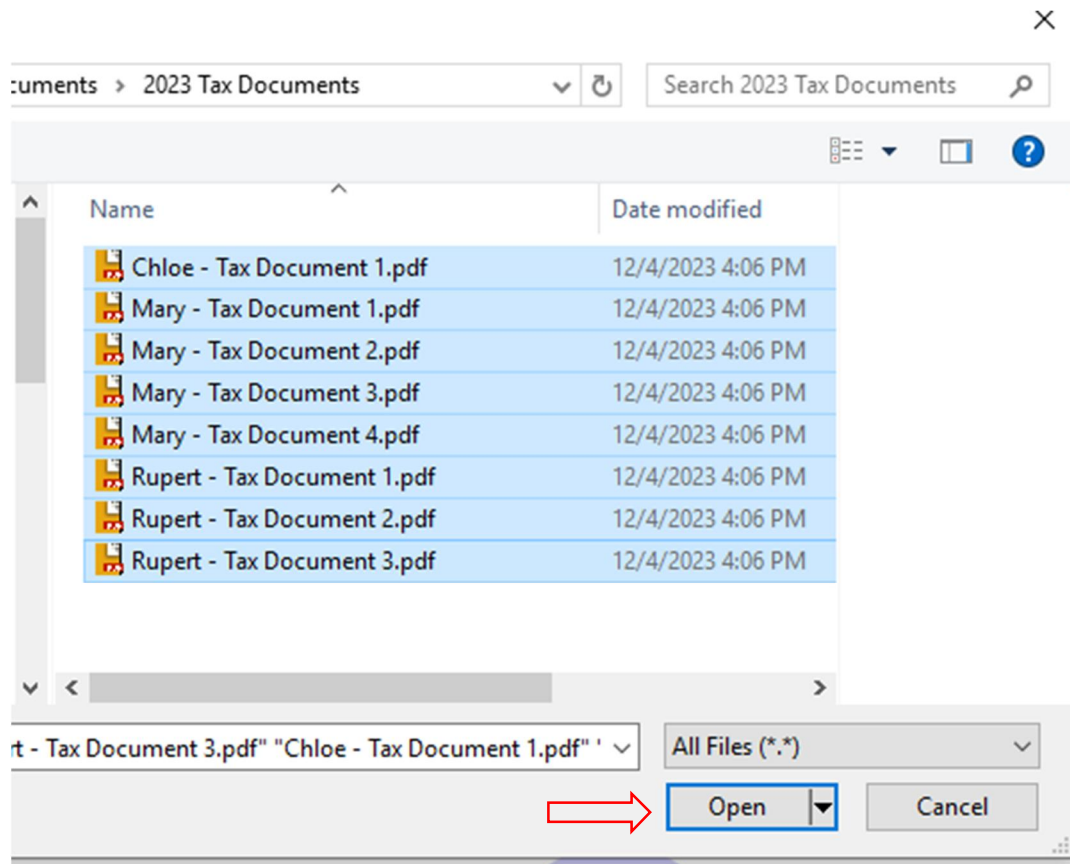 cuments > 2023 Tax Documents Search 2023 Tax Documents
?
Name Date modified
Chloe - Tax Document 1.pdf 12/4/2023 4:06 PM
Mary - Tax Document 1.pdf 12/4/2023 4:06 PM
Mary - Tax Document 2.pdf 12/4/2023 4:06 PM
Mary - Tax Document 3.pdf 12/4/2023 4:06 PM
Mary - Tax Document 4.pdf 12/4/2023 4:06 PM
Rupert - Tax Document 1.pdf 12/4/2023 4:06 PM
Rupert - Tax Document 2.pdf 12/4/2023 4:06 PM
Rupert - Tax Document 3.pdf 12/4/2023 4:06 PM
rt - Tax Document 3.pdf" "Chloe - Tax Document 1.pdf" " All Files (*.*)
Open Cancel